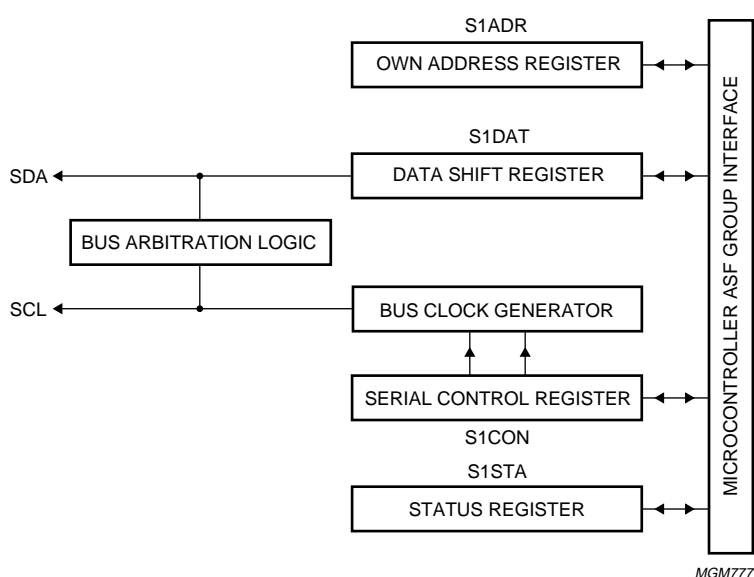 S1ADR
OWN ADDRESS REGISTER
S1DAT
SDA
DATA SHIFT REGISTER
BUS ARBITRATION LOGIC
SCL
BUS CLOCK GENERATOR
SERIAL CONTROL REGISTER
S1CON
S1STA
STATUS REGISTER
MICROCONTROLLER ASF GROUP INTERFACE
MGM777